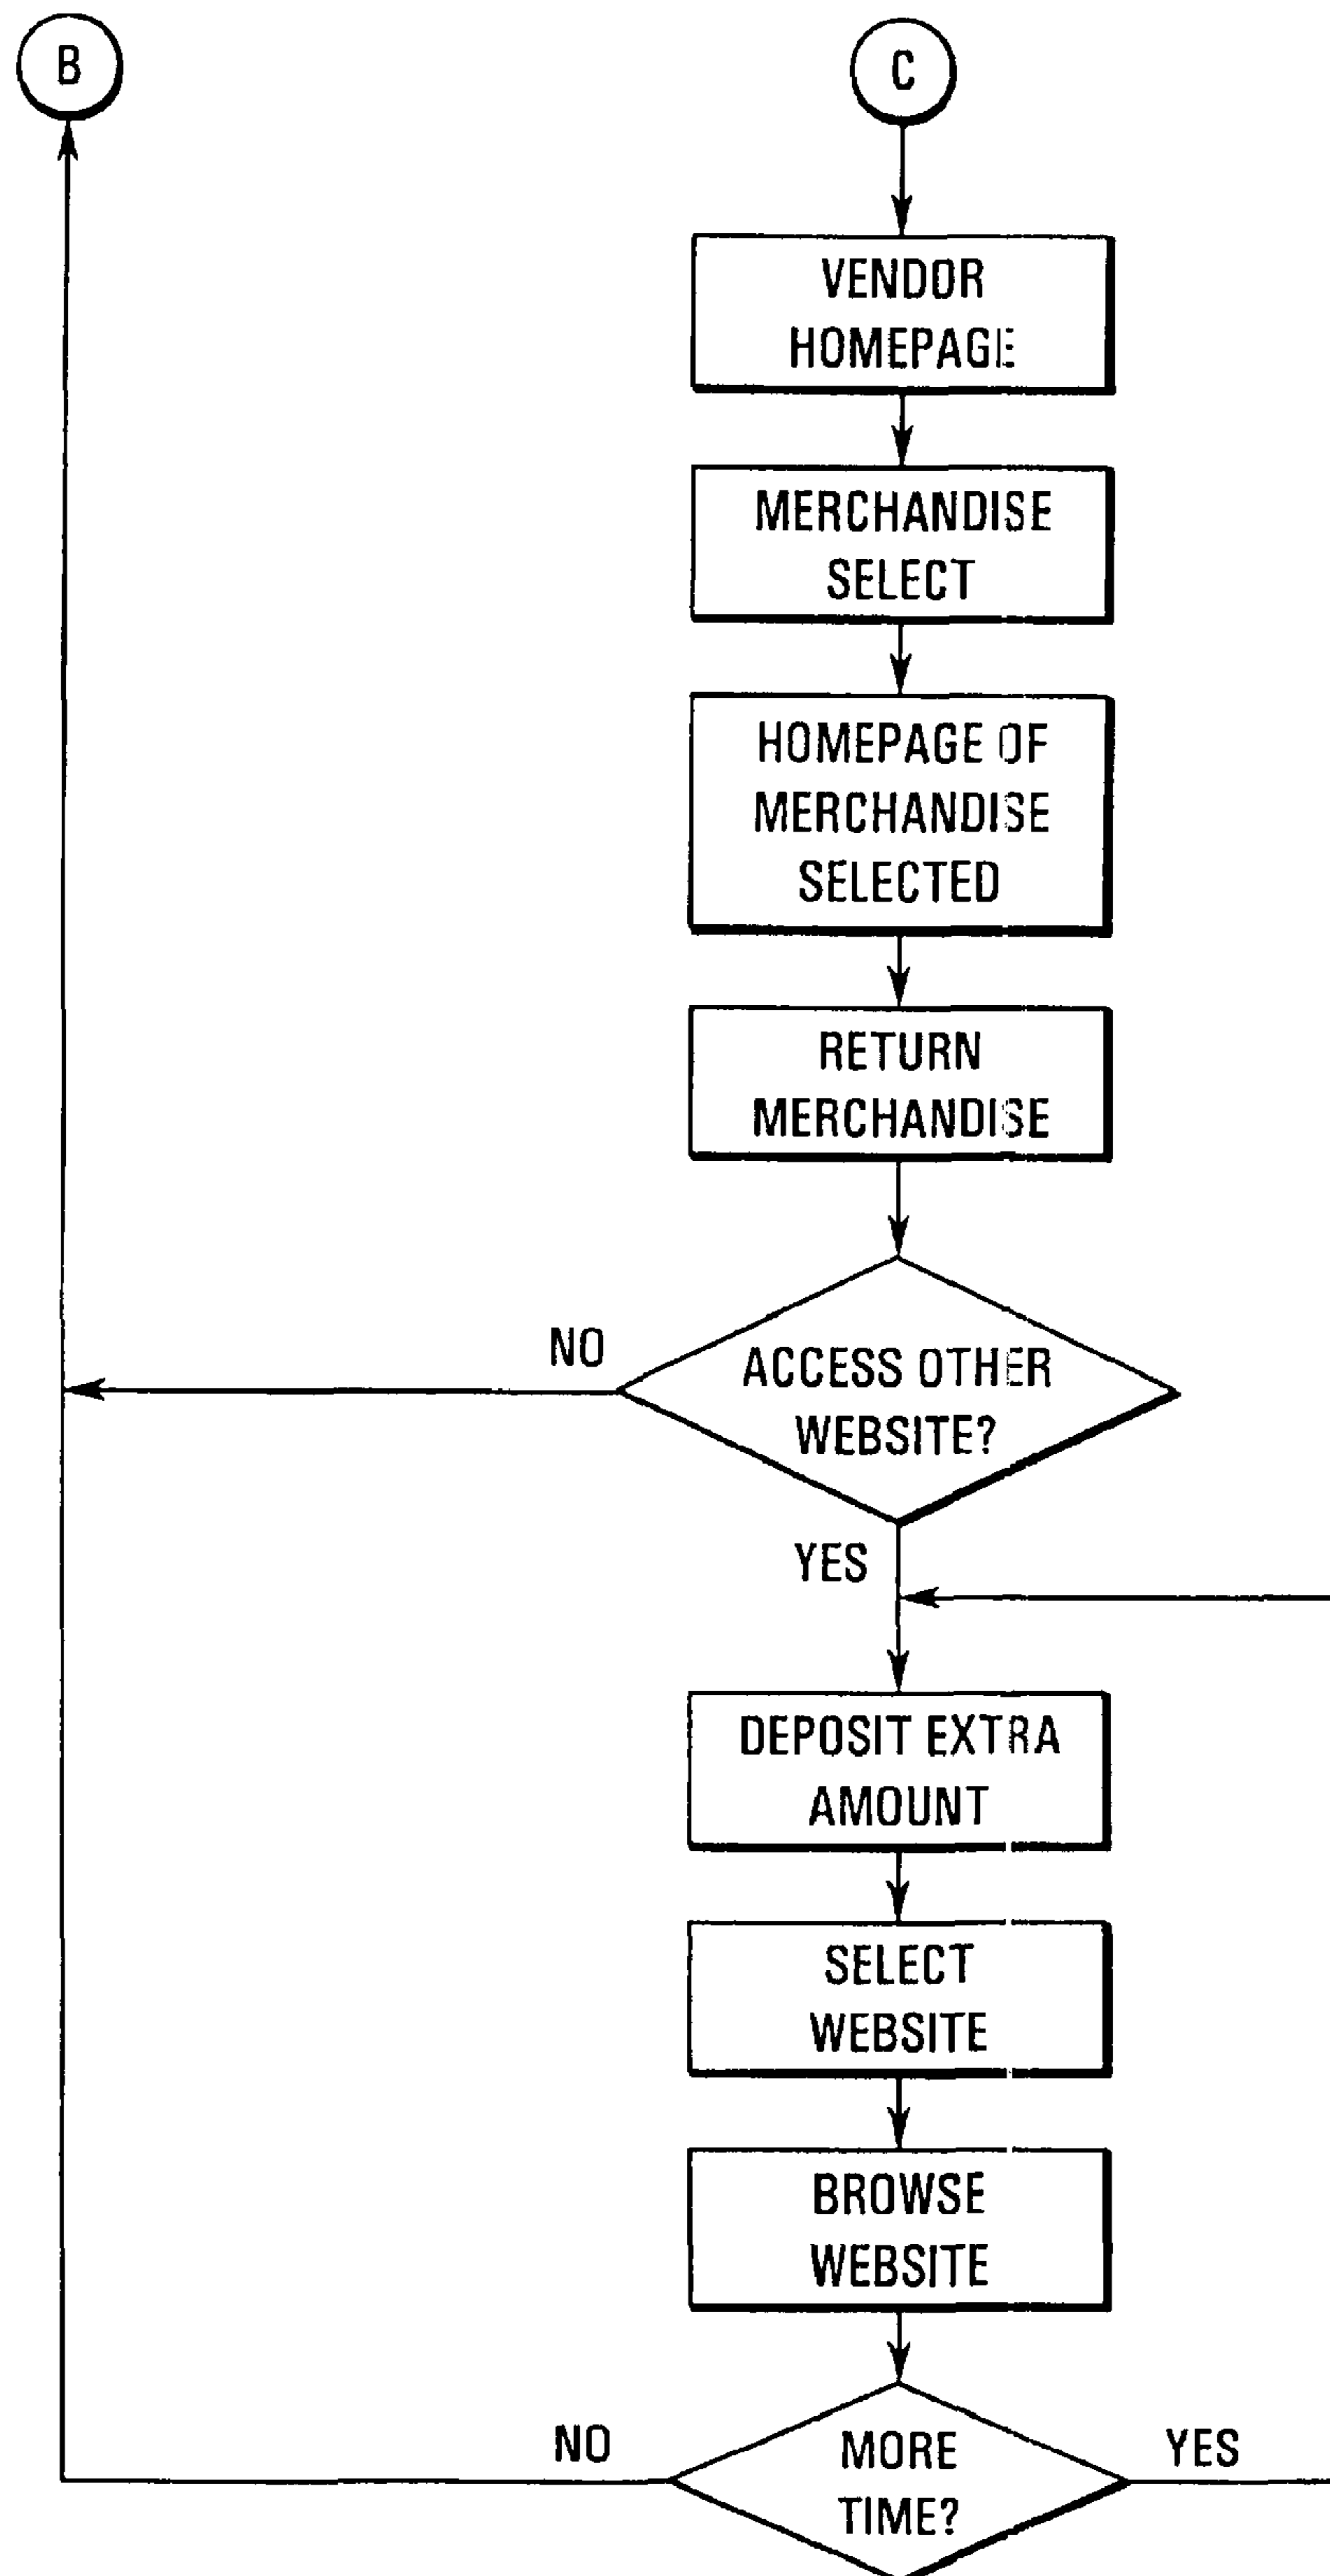 B
C
VENDOR
HOMEPAGE
MERCHANDISE
SELECT
HOMEPAGE OF
MERCHANDISE
SELECTED
RETURN
MERCHANDISE
NO
ACCESS OTHER
WEBSITE?
YES
DEPOSIT EXTRA
AMOUNT
SELECT
WEBSITE
BROWSE
WEBSITE
NO
MORE
TIME?
YES